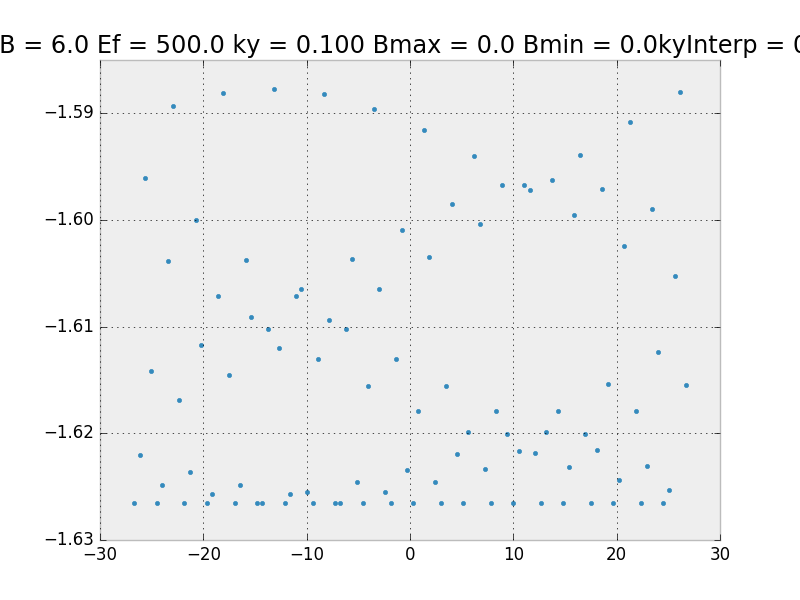 B = 6.0 Ef = 500.0 ky = 0.100 Bmax = 0.0 Bmin = 0.0kyInterp =
−1.59
−1.60
−1.61
−1.62
−1.63
−30 −20 −10 0 10 20 30